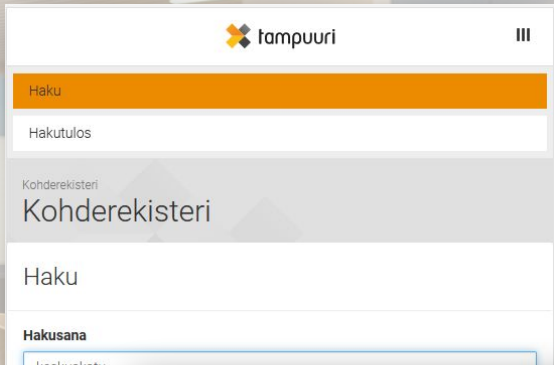 tampuuri
Haku
Hakutulos
Kohderekisteri
Kohderekisteri
Haku
Hakusana